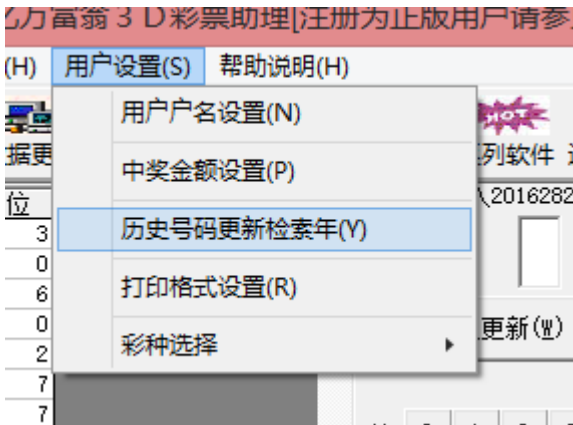 亿万富翁３Ｄ彩票助理[注册为正版用户请参
(H) 用户设置(S) 帮助说明(H)
用户户名设置(N)
HOT
据更
列软件
中奖金额设置(P)
位
\2016282
3
历史号码更新检索年(Y)
0
6
打印格式设置(R)
0
更新(W)
2
彩种选择
7
7